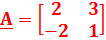 A = [ 2 3
-2 1 ]